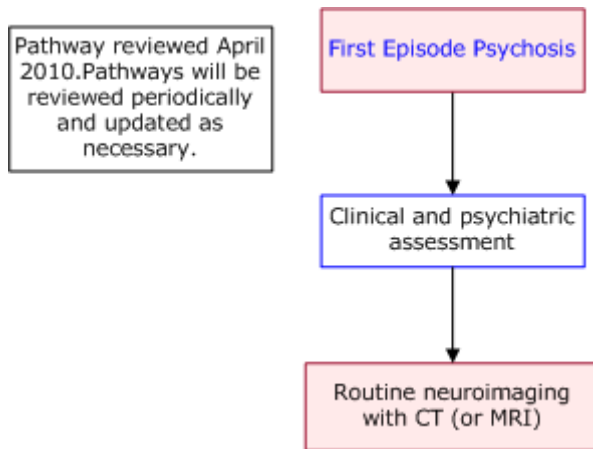 Pathway reviewed April
2010.Pathways will be
reviewed periodically
and updated as
necessary.
First Episode Psychosis
Clinical and psychiatric
assessment
Routine neuroimaging
with CT (or MRI)